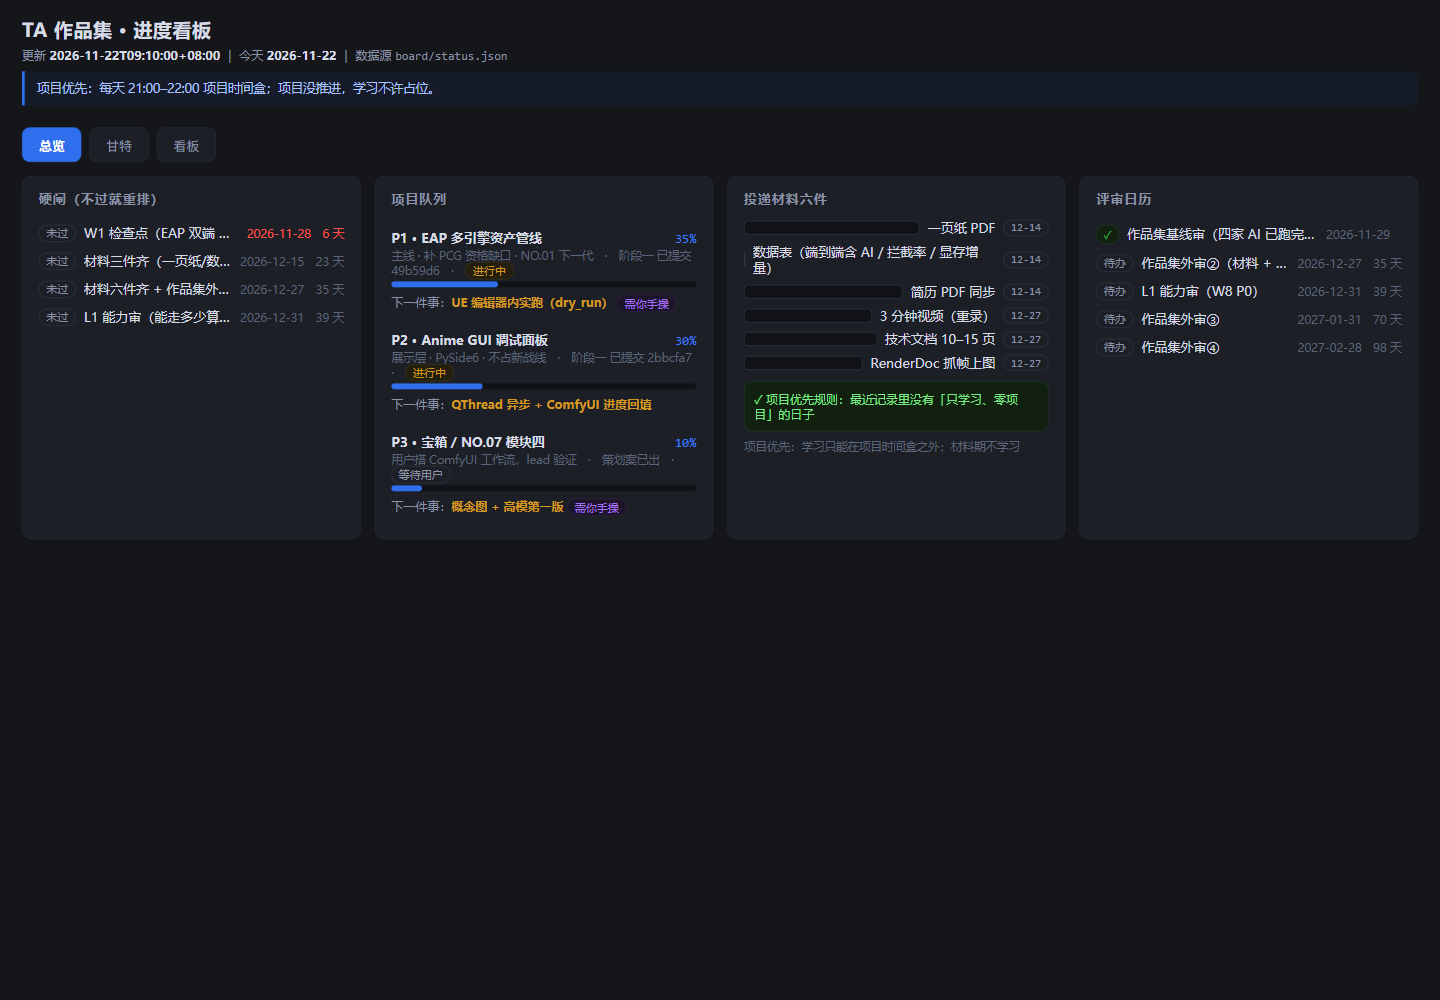 TA 作品集 · 进度看板
更新 2026-11-22T09:10:00+08:00 | 今天 2026-11-22 | 数据源 board/status.json
项目优先：每天 21:00–22:00 项目时间盒；项目没推进，学习不许占位。
总览
甘特
看板
硬闸（不过就重排）
未过 W1 检查点（EAP 双端 ... 2026-11-28 6 天
未过 材料三件齐（一页纸/数... 2026-12-15 23 天
未过 材料六件齐 + 作品集外... 2026-12-27 35 天
未过 L1 能力审（能走多少算... 2026-12-31 39 天
项目队列
P1 · EAP 多引擎资产管线 35%
主线 · 补 PCG 资格缺口 · NO.01 下一代 · 阶段一 已提交
49b59d6 · 进行中
下一件事：UE 编辑器内实跑（dry_run） 需你手操
P2 · Anime GUI 调试面板 30%
展示层 · PySide6 · 不占新战线 · 阶段一 已提交 2bbcfa7
· 进行中
下一件事：QThread 异步 + ComfyUI 进度回填
P3 · 宝箱 / NO.07 模块四 10%
用户搭 ComfyUI 工作流，lead 验证 · 策划案已出 ·
等待用户
下一件事：概念图 + 高模第一版 需你手操
投递材料六件
一页纸 PDF 12-14
数据表（端到端含 AI / 拦截率 / 显存增
量） 12-14
简历 PDF 同步 12-14
3 分钟视频（重录） 12-27
技术文档 10–15 页 12-27
RenderDoc 抓帧上图 12-27
✓ 项目优先规则：最近记录里没有「只学习、零项
目」的日子
项目优先：学习只能在项目时间盒之外；材料期不学习
评审日历
✓ 作品集基线审（四家 AI 已跑完... 2026-11-29
待办 作品集外审②（材料 + ... 2026-12-27 35 天
待办 L1 能力审（W8 P0） 2026-12-31 39 天
待办 作品集外审③ 2027-01-31 70 天
待办 作品集外审④ 2027-02-28 98 天